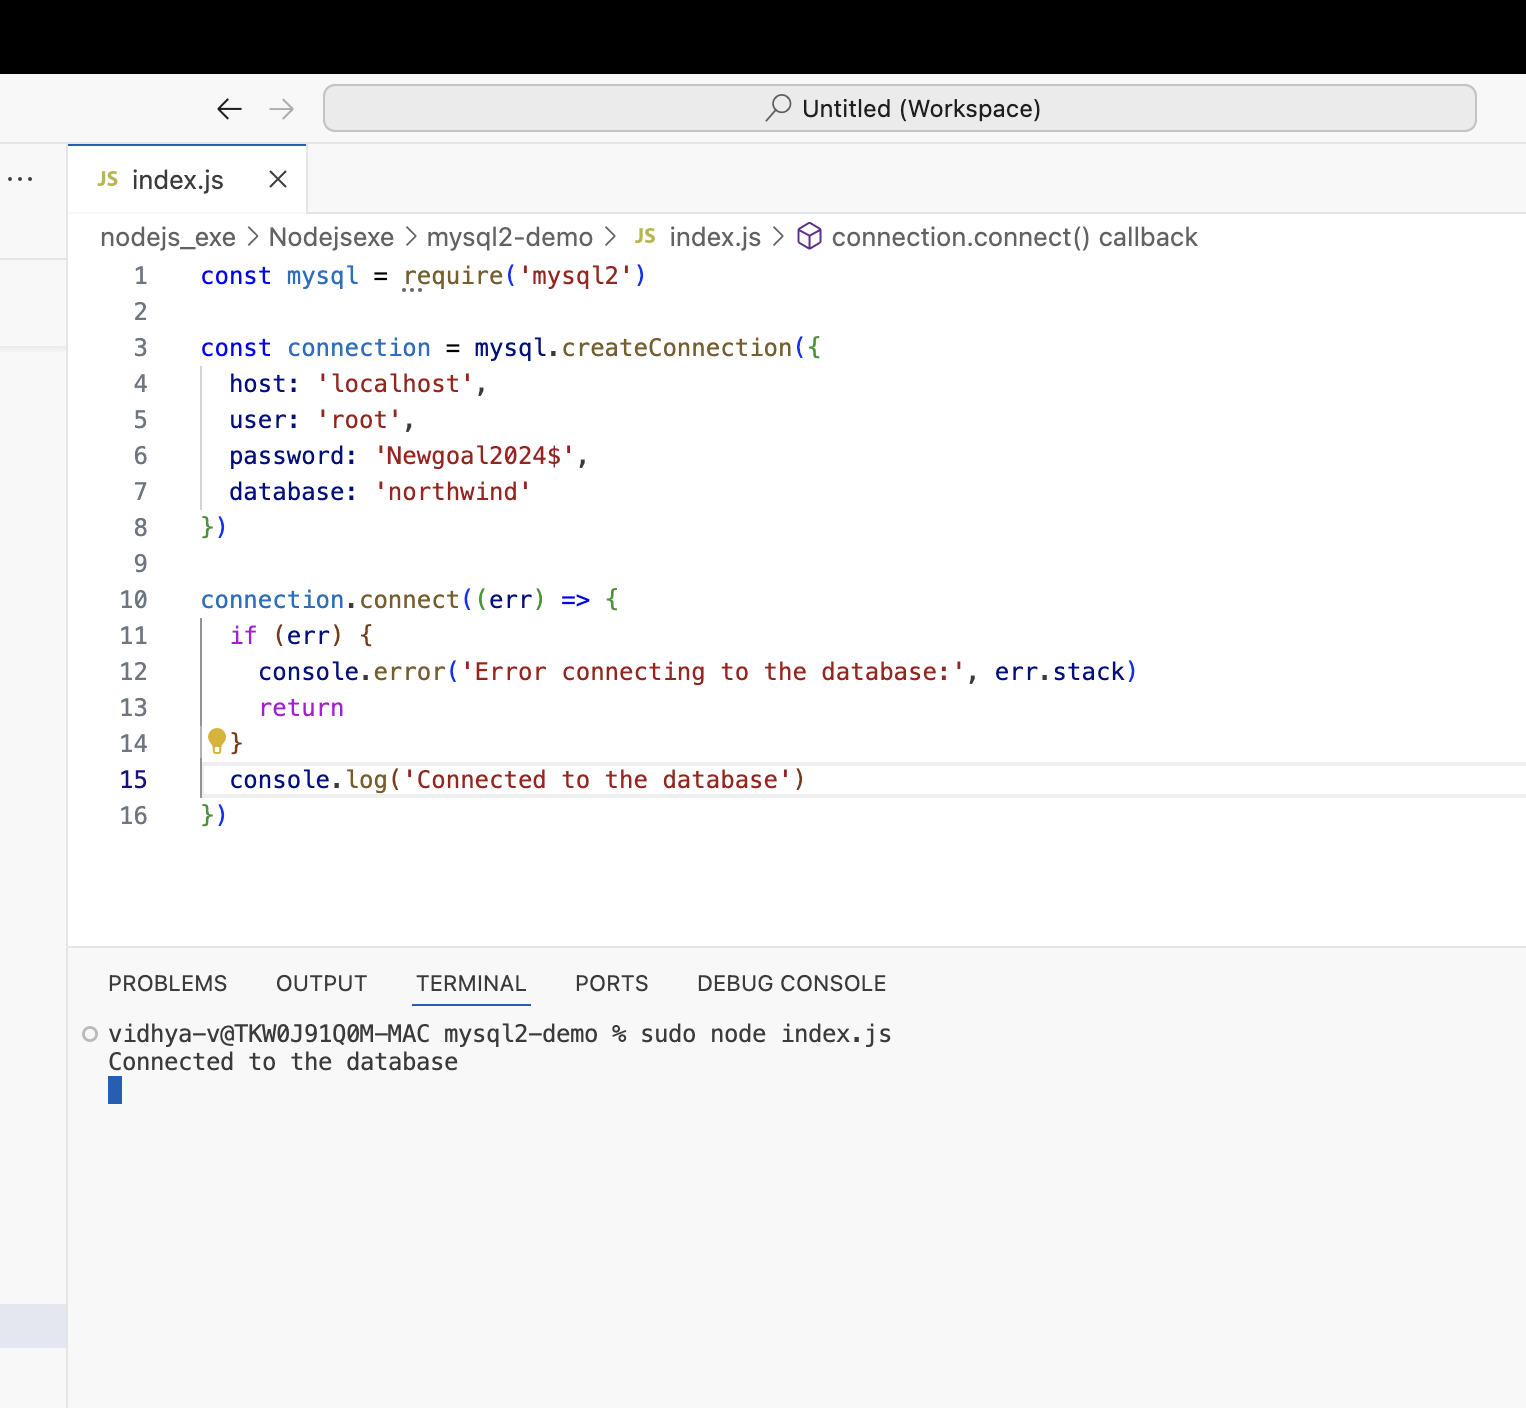 Untitled (Workspace)
...
JS index.js
nodejs_exe > Nodejsexe > mysql2-demo > JS index.js > connection.connect() callback
1 const mysql = require('mysql2')
2
3 const connection = mysql.createConnection({
4 host: 'localhost',
5 user: 'root',
6 password: 'Newgoal2024$',
7 database: 'northwind'
8 })
9
10 connection.connect((err) => {
11 if (err) {
12 console.error('Error connecting to the database:', err.stack)
13 return
14 }
15 console.log('Connected to the database')
16 })
PROBLEMS OUTPUT TERMINAL PORTS DEBUG CONSOLE
vidhya-v@TKW0J91Q0M-MAC mysql2-demo % sudo node index.js
Connected to the database